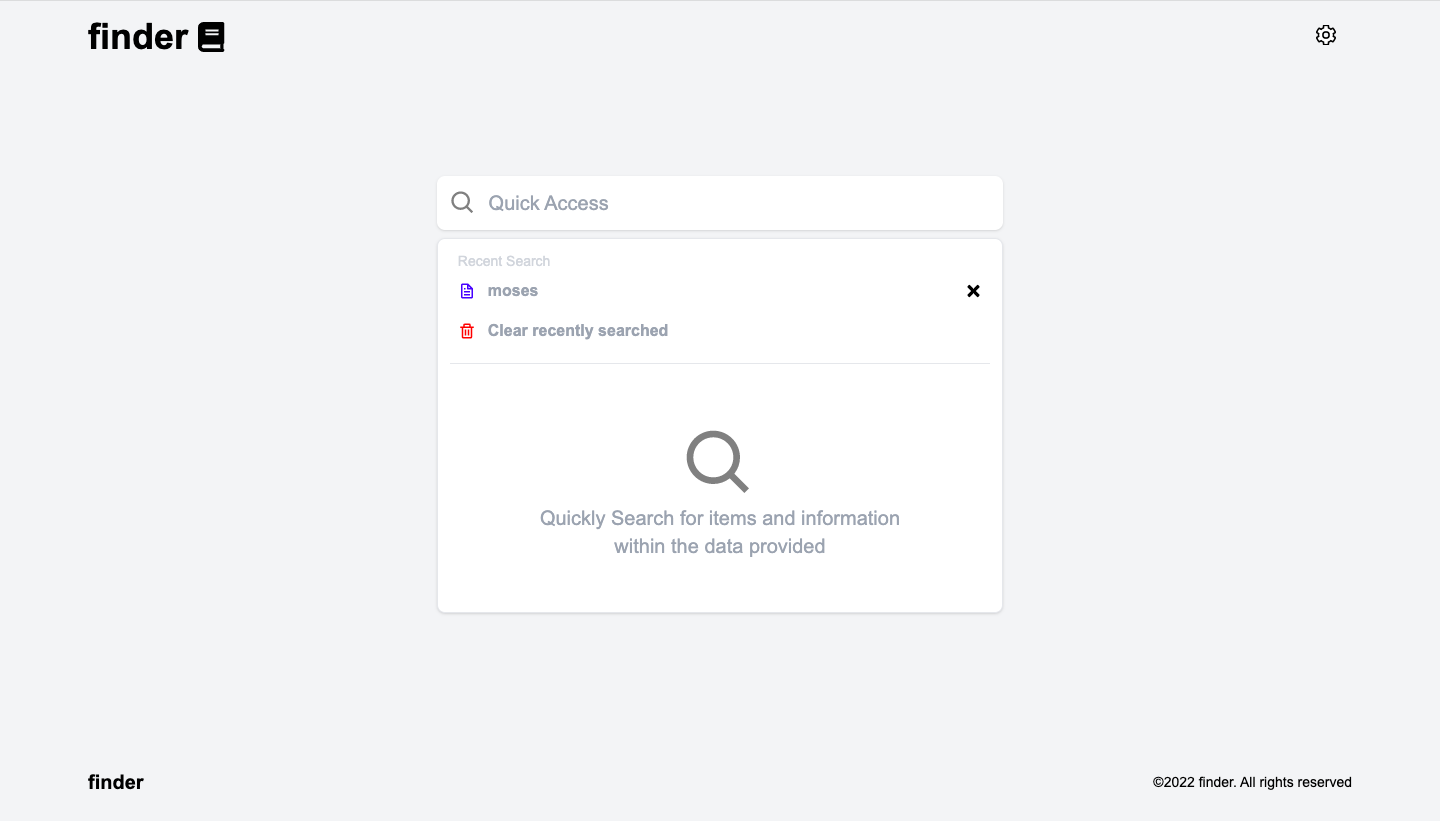 finder
Quick Access
Recent Search
moses
Clear recently searched
Quickly Search for items and information
within the data provided
finder
©2022 finder. All rights reserved